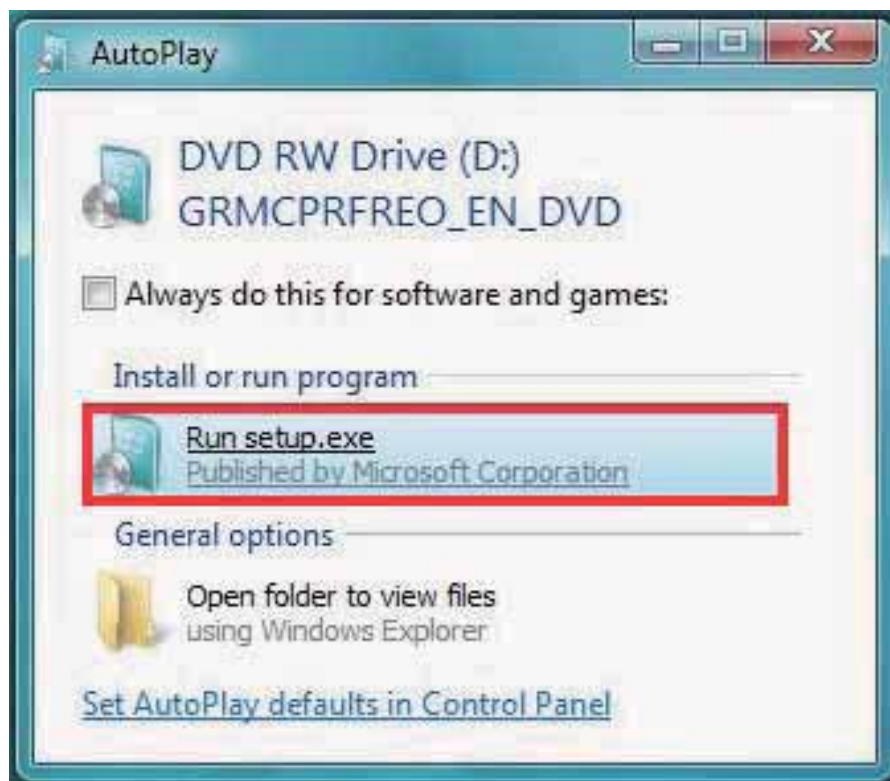 AutoPlay
DVD RW Drive (D:)
GRMCPRFREO_EN_DVD
Always do this for software and games:
Install or run program
Run setup.exe
Published by Microsoft Corporation
General options
Open folder to view files
using Windows Explorer
Set AutoPlay defaults in Control Panel